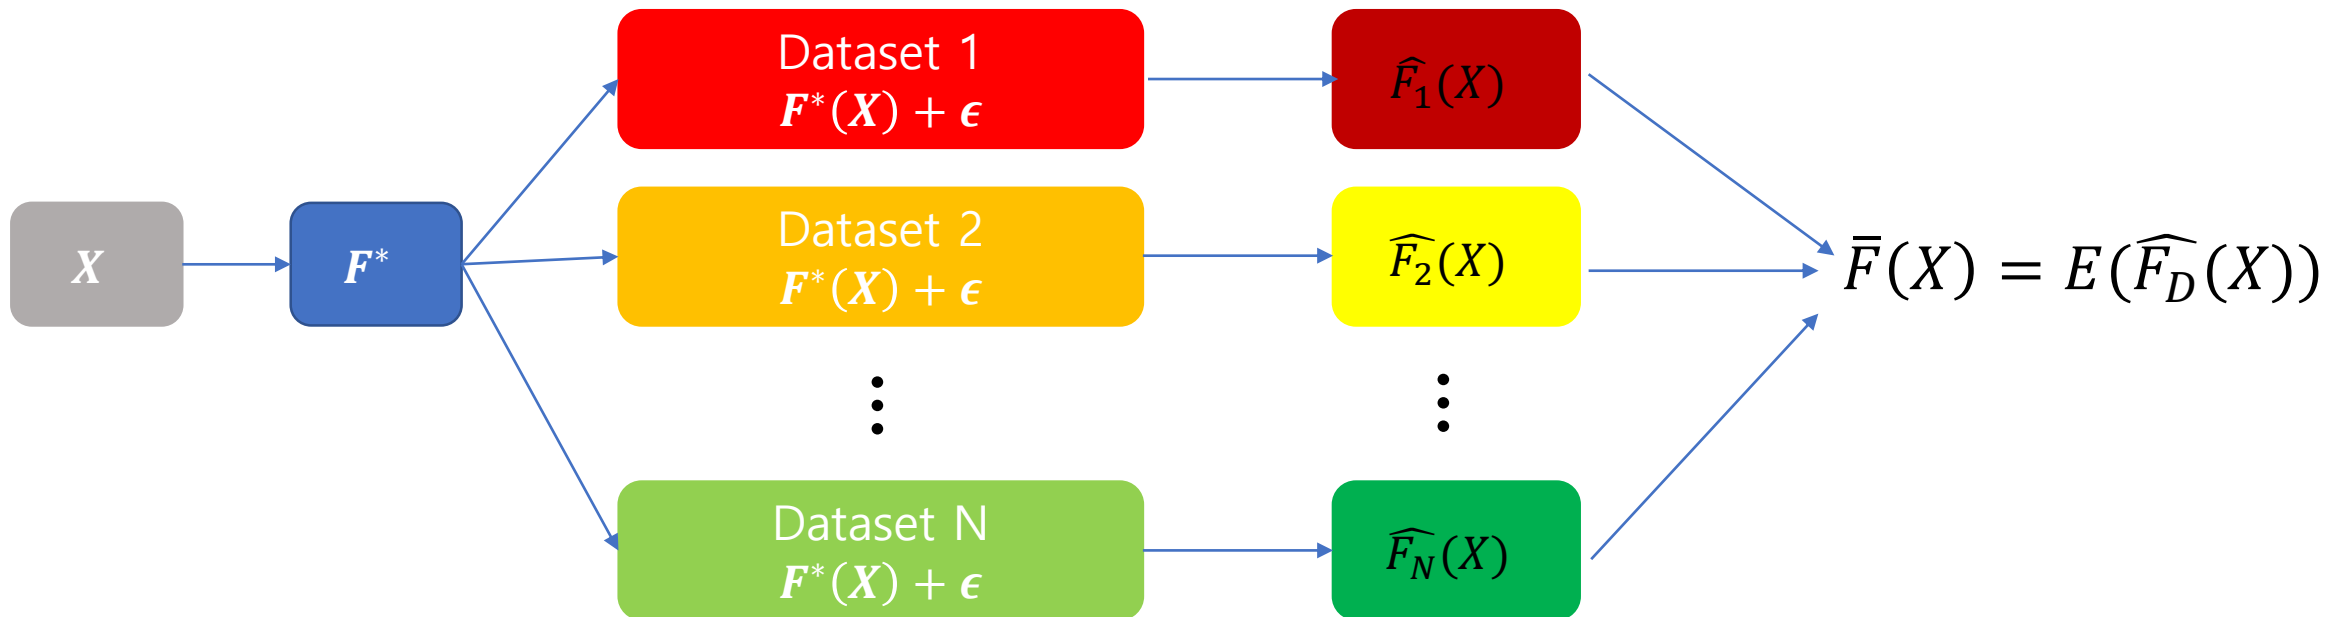 X
F*
Dataset 1
F*(X) + ϵ
Dataset 2
F*(X) + ϵ
⋮
Dataset N
F*(X) + ϵ
F̂₁(X)
F̂₂(X)
⋮
F̂_N(X)
F̄(X) = E(F̂_D(X))